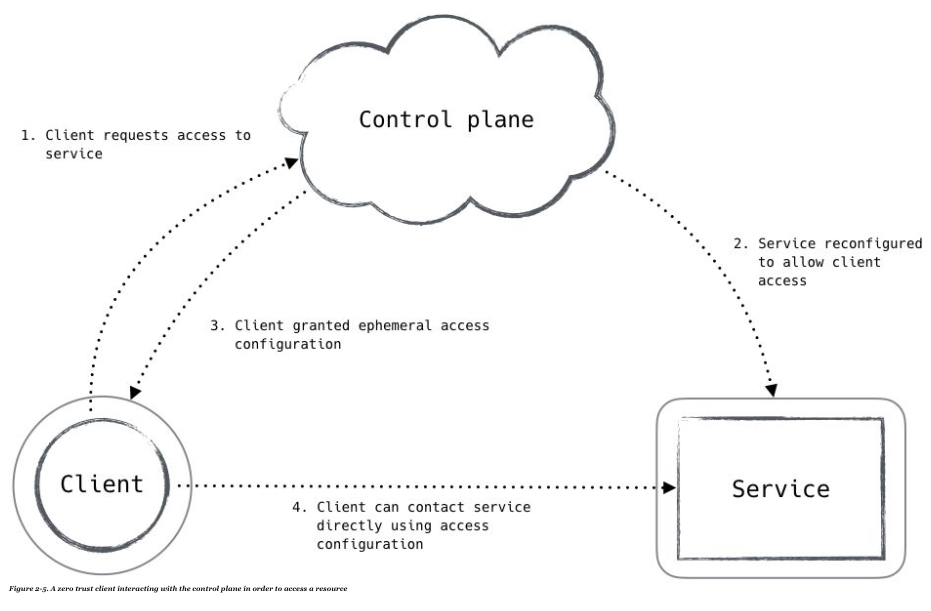 Control plane
1. Client requests access to
service
2. Service reconfigured
to allow client
access
3. Client granted ephemeral access
configuration
Client
Service
4. Client can contact service
directly using access
configuration
Figure 2-5. A zero trust client interacting with the control plane in order to access a resource